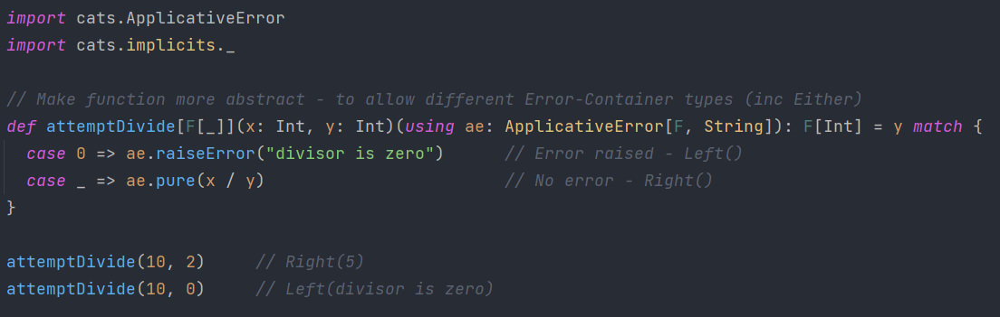 import cats.ApplicativeError
import cats.implicits._
// Make function more abstract - to allow different Error-Container types (inc Either)
def attemptDivide[F[_]](x: Int, y: Int)(using ae: ApplicativeError[F, String]): F[Int] = y match {
case 0 => ae.raiseError("divisor is zero") // Error raised - Left()
case _ => ae.pure(x / y) // No error - Right()
}
attemptDivide(10, 2) // Right(5)
attemptDivide(10, 0) // Left(divisor is zero)